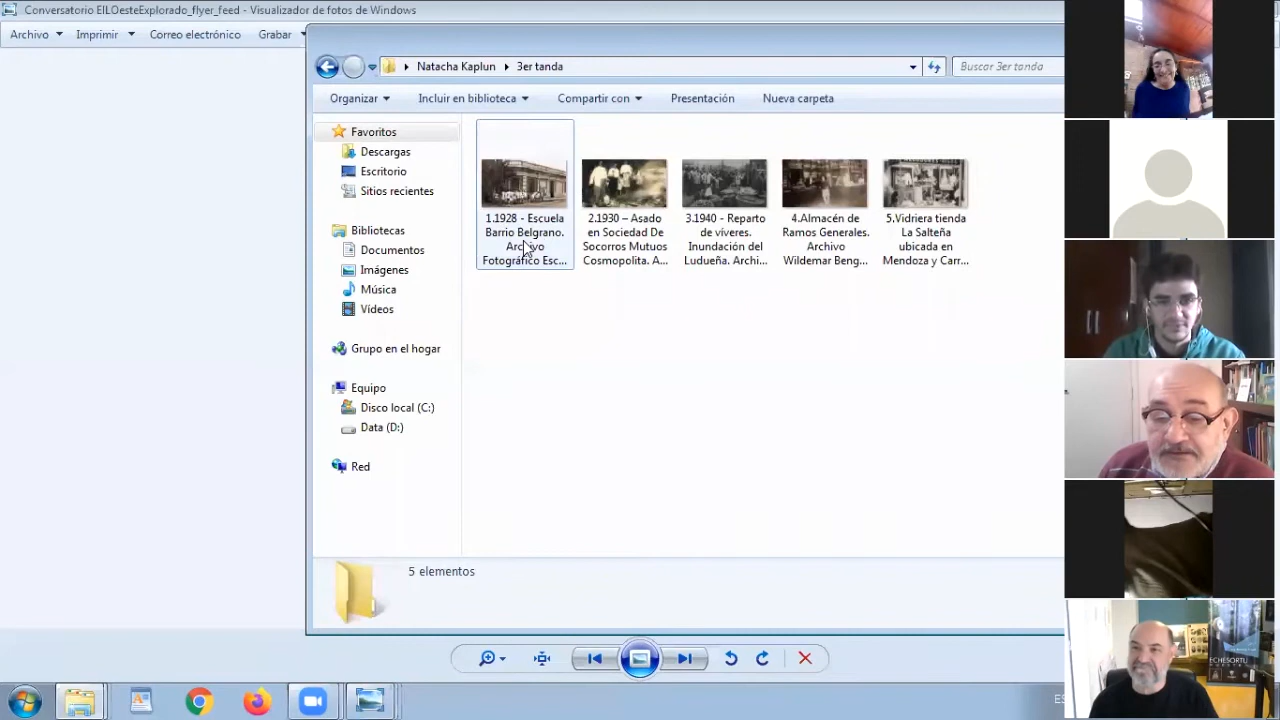 Conversatorio EILOesteExplorado_flyer_feed - Visualizador de fotos de Windows
Archivo Imprimir Correo electrónico Grabar
Natacha Kaplun 3er tanda
Buscar 3er tanda
Organizar Incluir en biblioteca Compartir con Presentación Nueva carpeta
Favoritos
Descargas
Escritorio
Sitios recientes
Bibliotecas
Documentos
Imágenes
Música
Vídeos
Grupo en el hogar
Equipo
Disco local (C:)
Data (D:)
Red
1.1928 - Escuela
Barrio Belgrano.
Archivo
Fotográfico Esc...
2.1930 – Asado
en Sociedad De
Socorros Mutuos
Cosmopolita. A...
3.1940 - Reparto
de víveres.
Inundación del
Ludueña. Archi...
4.Almacén de
Ramos Generales.
Archivo
Wildemar Beng...
5.Vidriera tienda
La Salteña
ubicada en
Mendoza y Carr...
5 elementos
ECHESORTU
ES